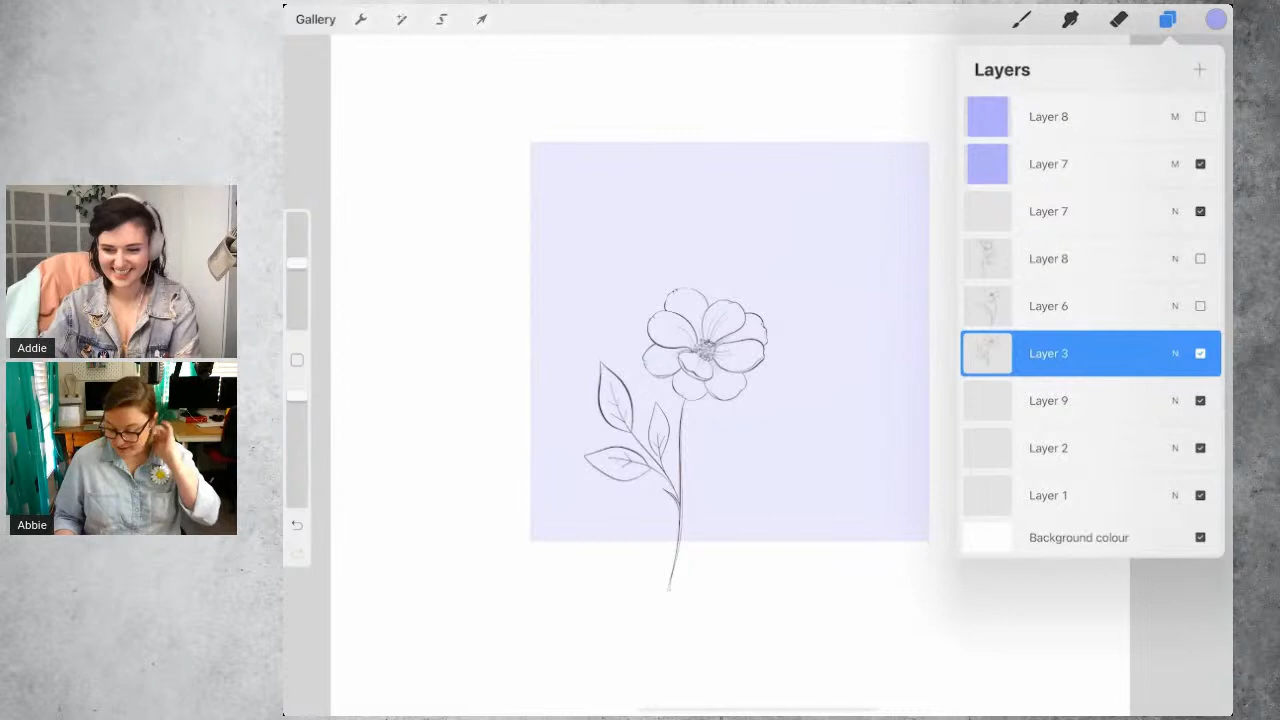 Gallery
Layers
Layer 8 M
Layer 7 M
Layer 7 N
Layer 8 N
Layer 6 N
Layer 3 N
Layer 9 N
Layer 2 N
Layer 1 N
Background colour
Addie
Abbie